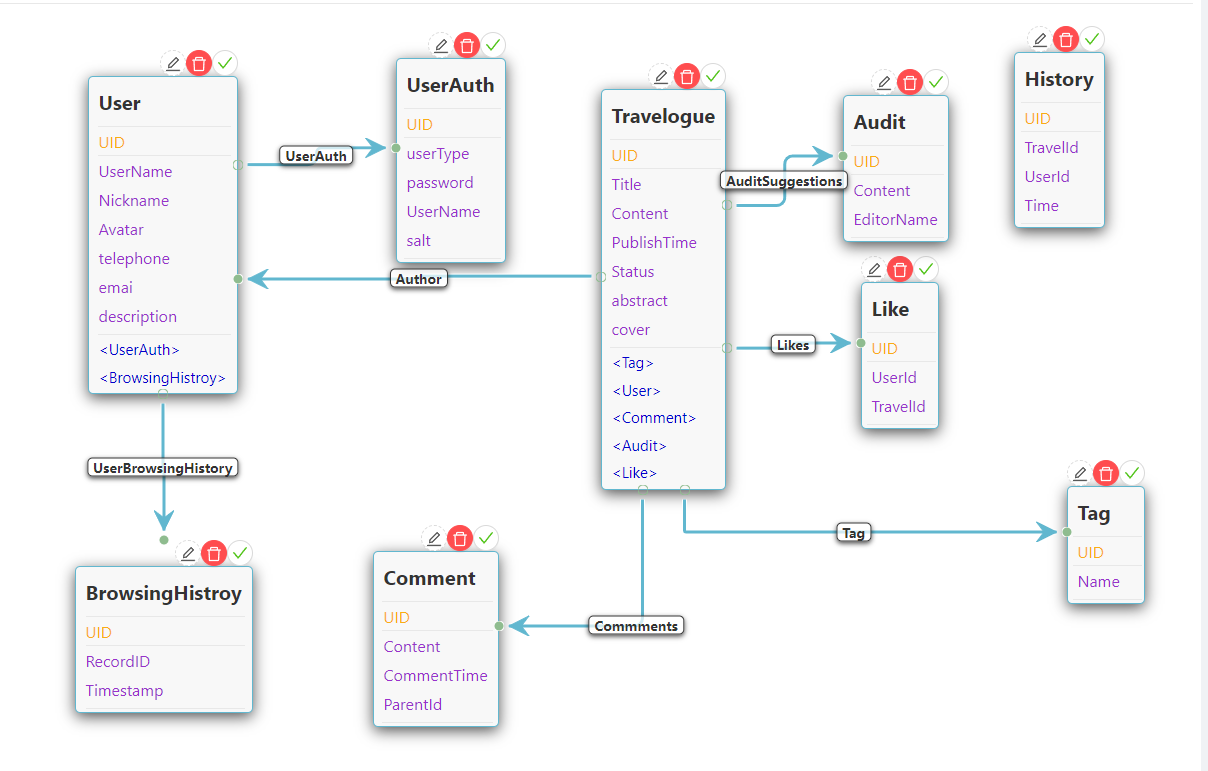 User
UID
UserName
Nickname
Avatar
telephone
emai
description
<UserAuth>
<BrowsingHistroy>
UserAuth
UserAuth
UID
userType
password
UserName
salt
Author
Travelogue
UID
Title
Content
PublishTime
Status
abstract
cover
<Tag>
<User>
<Comment>
<Audit>
<Like>
AuditSuggestions
Audit
UID
Content
EditorName
History
UID
TravelId
UserId
Time
Likes
Like
UID
UserId
TravelId
UserBrowsingHistory
BrowsingHistroy
UID
RecordID
Timestamp
Comment
UID
Content
CommentTime
ParentId
Commments
Tag
Tag
UID
Name